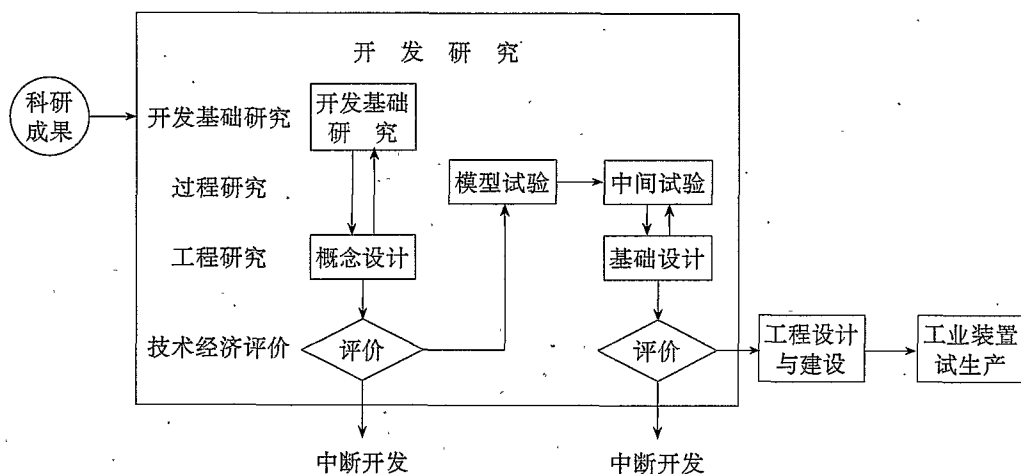 开发研究
科研
成果
开发基础研究
开发基础
研究
过程研究
模型试验
中间试验
工程研究
概念设计
基础设计
技术经济评价
评价
评价
工程设计
与建设
工业装置
试生产
中断开发
中断开发